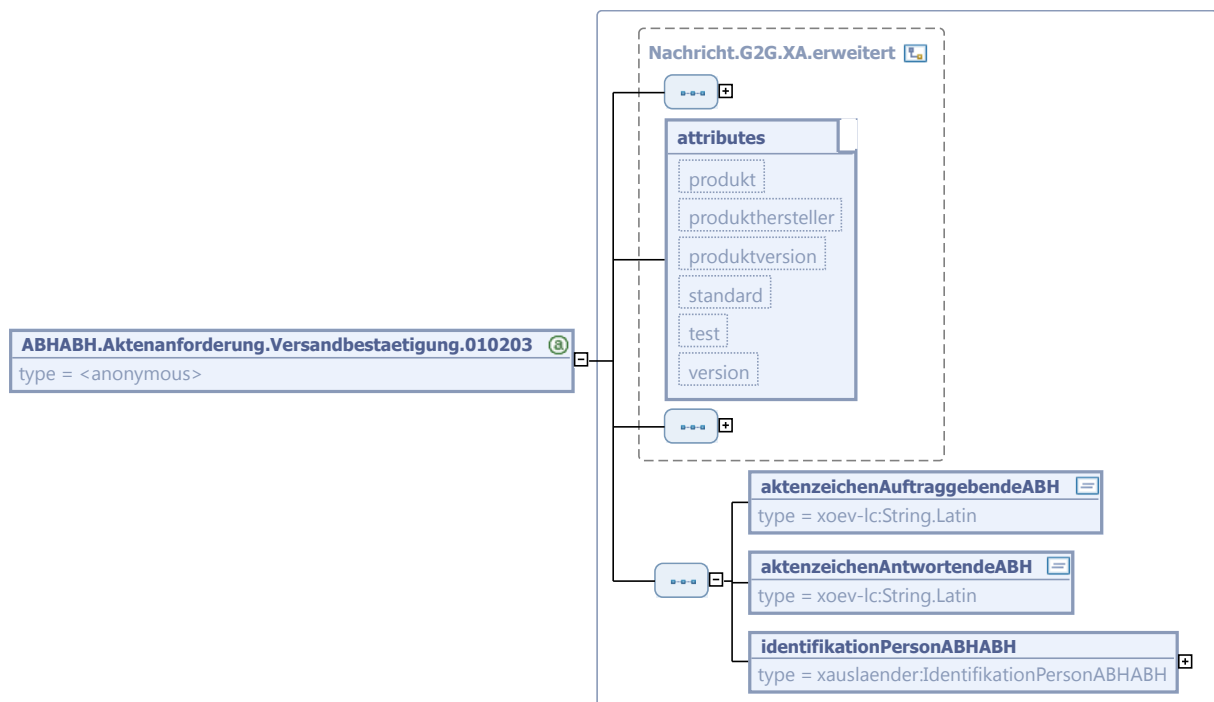 Nachricht.G2G.XA.erweitert
attributes
produkt
produkthersteller
produktversion
standard
test
version
ABHABH.Aktenanforderung.Versandbestaetigung.010203
type = <anonymous>
aktenzeichenAuftraggebendeABH
type = xoev-lc:String.Latin
aktenzeichenAntwortendeABH
type = xoev-lc:String.Latin
identifikationPersonABHABH
type = xauslaender:IdentifikationPersonABHABH